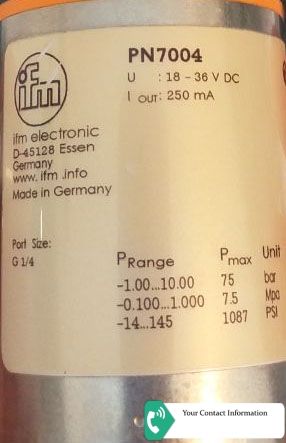 ifm
PN7004
U : 18 – 36 V DC
I OUT: 250 mA
ifm electronic
D-45128 Essen
Germany
www. ifm .info
Made in Germany
Port Size:
G 1/4
PRange Pmax Unit
-1.00...10.00 75 bar
-0.100...1.000 7.5 Mpa
-14...145 1087 PSI
Your Contact Information